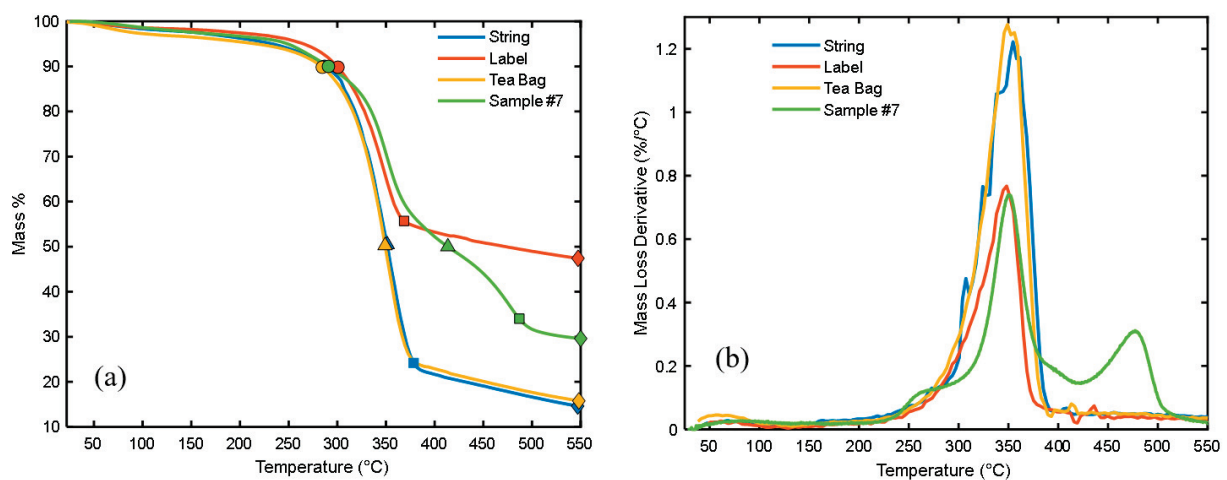 String
Label
Tea Bag
Sample #7
100
90
80
70
60
50
40
30
20
10
Mass %
(a)
50 100 150 200 250 300 350 400 450 500 550
Temperature (°C)
String
Label
Tea Bag
Sample #7
1.2
1
0.8
0.6
0.4
0.2
0
Mass Loss Derivative (%/°C)
(b)
50 100 150 200 250 300 350 400 450 500 550
Temperature (°C)